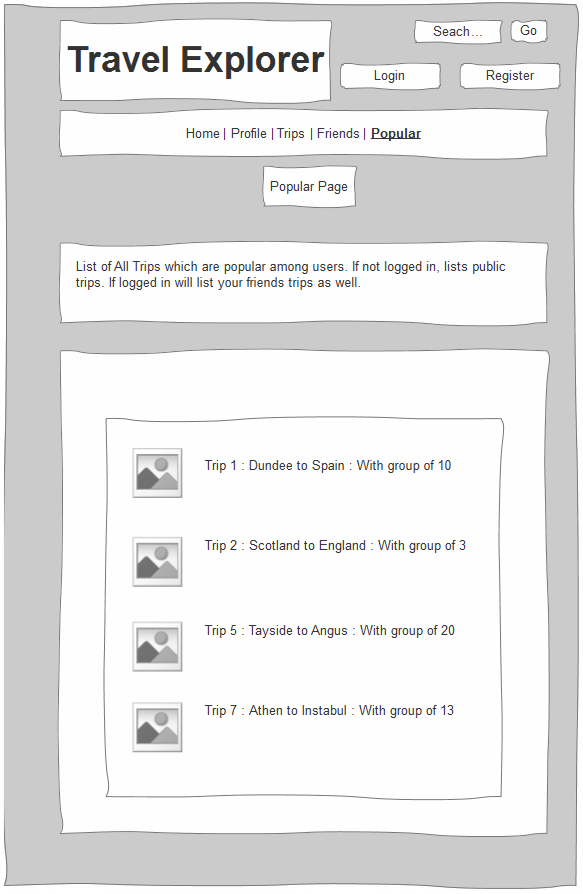 Travel Explorer
Seach...
Go
Login
Register
Home | Profile | Trips | Friends | Popular
Popular Page
List of All Trips which are popular among users. If not logged in, lists public
trips. If logged in will list your friends trips as well.
Trip 1 : Dundee to Spain : With group of 10
Trip 2 : Scotland to England : With group of 3
Trip 5 : Tayside to Angus : With group of 20
Trip 7 : Athen to Instabul : With group of 13